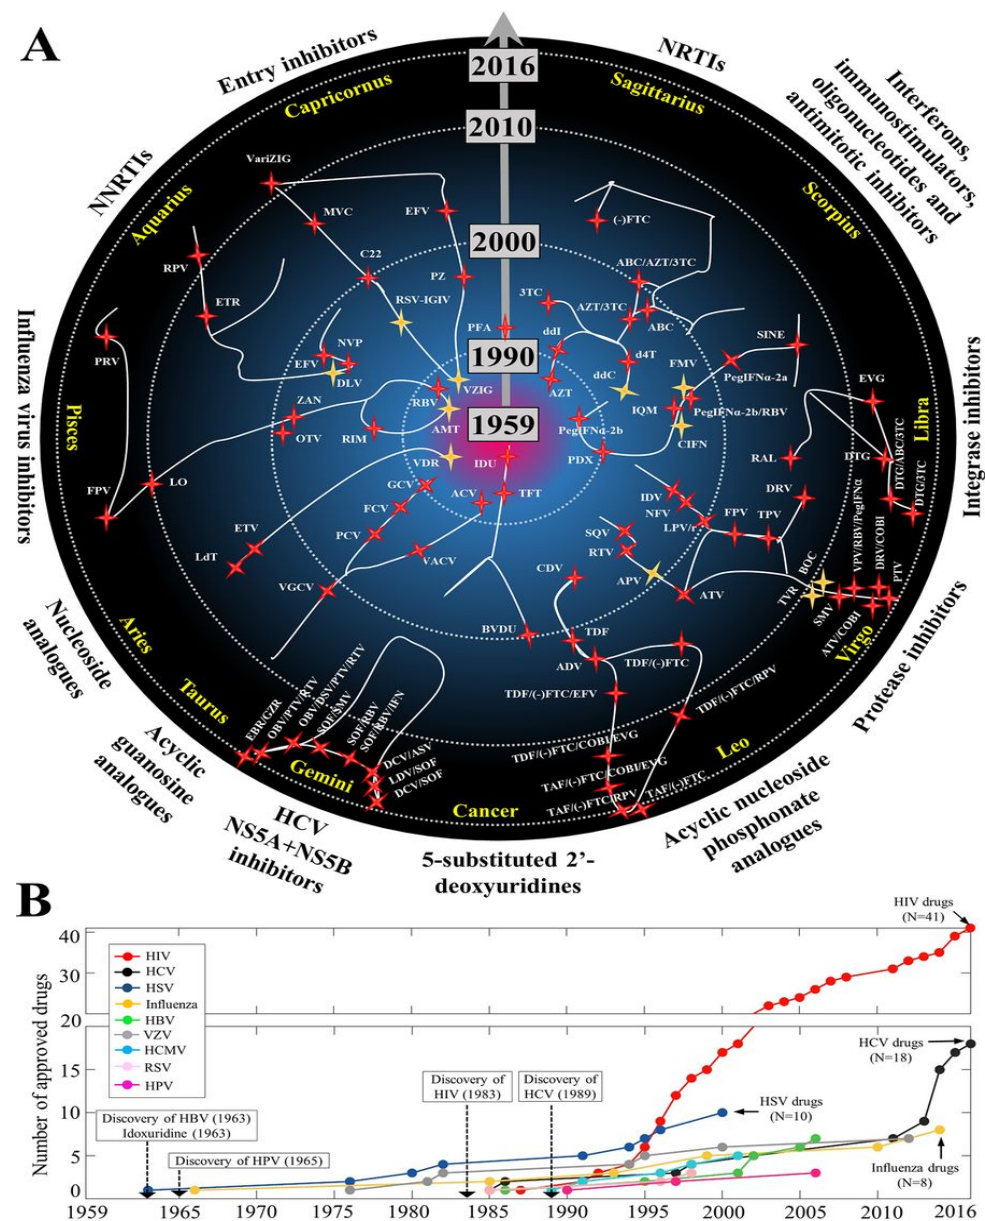 A
Entry inhibitors
NRTIs
Interferons,
immunostimulators,
oligonucleotides and
antimitotic inhibitors
NNRTIs
Influenza virus inhibitors
Integrase inhibitors
Nucleoside
analogues
Protease inhibitors
Acyclic
guanosine
analogues
HCV
NS5A+NS5B
inhibitors
5-substituted 2'-
deoxyuridines
Acyclic nucleoside
phosphonate
analogues
Capricornus
Sagittarius
Aquarius
Scorpius
Pisces
Libra
Aries
Virgo
Taurus
Gemini
Cancer
Leo
2016
2010
2000
1990
1959
VariZIG
MVC
EFV
C22
PZ
RSV-IGIV
RPV
ETR
EFV
NVP
DLV
VZIG
PFA
RBV
AMT
ZAN
OTV
RIM
PRV
FPV
LO
VDR
IDU
GCV
ACV
TFT
FCV
PCV
VACV
VGCV
ETV
LdT
BVDU
(-)FTC
ABC/AZT/3TC
3TC
AZT/3TC
ABC
ddI
d4T
ddC
AZT
FMV
SINE
PegIFNα-2a
IQM
PegIFNα-2b/RBV
PegIFNα-2b
CIFN
PDX
EVG
RAL
DTG
DTG/ABC/3TC
DTG/3TC
DRV
IDV
NFV
LPV/r
FPV
TPV
SQV
RTV
APV
ATV
BOC
TVR
VPV/RBV/PegIFNα
DRV/COBI
PTV
SMV
ATV/COBI
CDV
TDF
ADV
TDF/(-)FTC
TDF/(-)FTC/EFV
TDF/(-)FTC/RPV
TDF/(-)FTC/COBI/EVG
TAF/(-)FTC/COBI/EVG
TAF/(-)FTC/RPV
TAF/(-)FTC
EBR/GZR
OBV/PTV/RTV
OBV/DSV/PTV/RTV
SOF/SMV
SOF/RBV
SOF/RBV/IFN
DCV/ASV
LDV/SOF
DCV/SOF
B
Number of approved drugs
40
30
20
15
10
5
1
0
HIV
HCV
HSV
Influenza
HBV
VZV
HCMV
RSV
HPV
HIV drugs
(N=41)
HCV drugs
(N=18)
HSV drugs
(N=10)
Influenza drugs
(N=8)
Discovery of
HIV (1983)
Discovery of
HCV (1989)
Discovery of HBV (1963)
Idoxuridine (1963)
Discovery of HPV (1965)
1959
1965
1970
1975
1980
1985
1990
1995
2000
2005
2010
2016